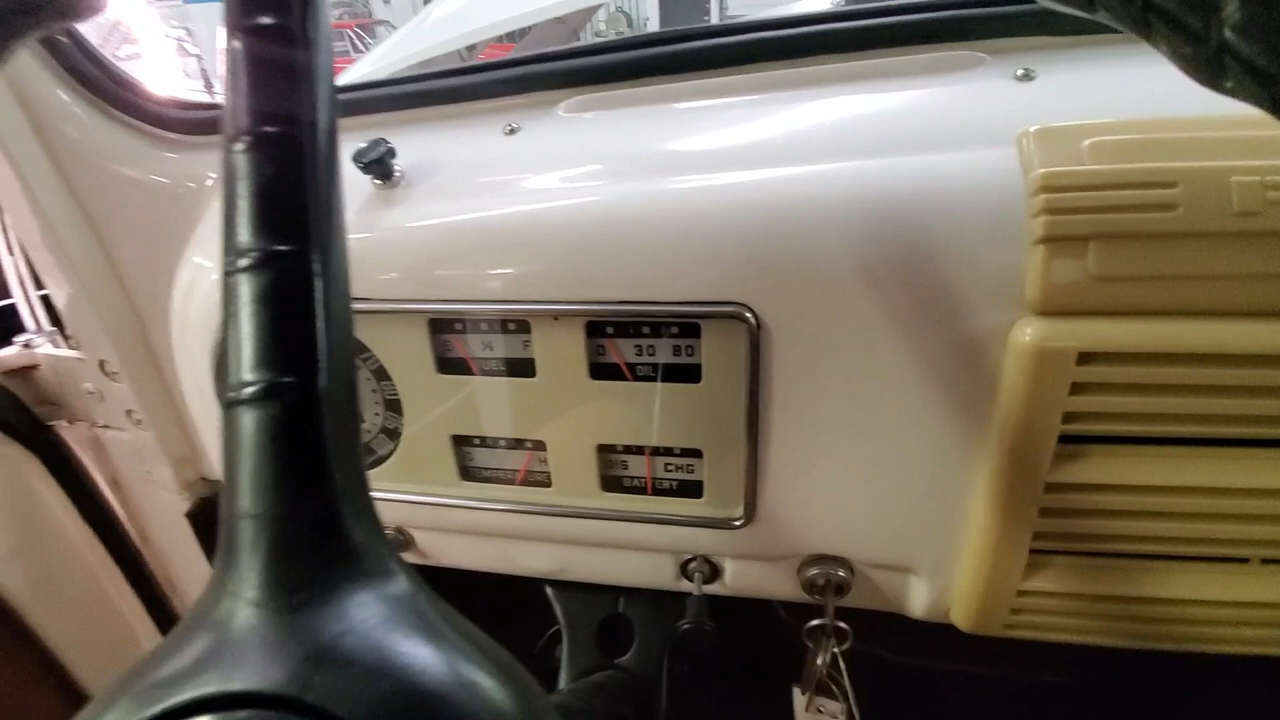 E ½ F
FUEL
0 30 80
OIL
C H
TEMPERATURE
DIS CHG
BATTERY